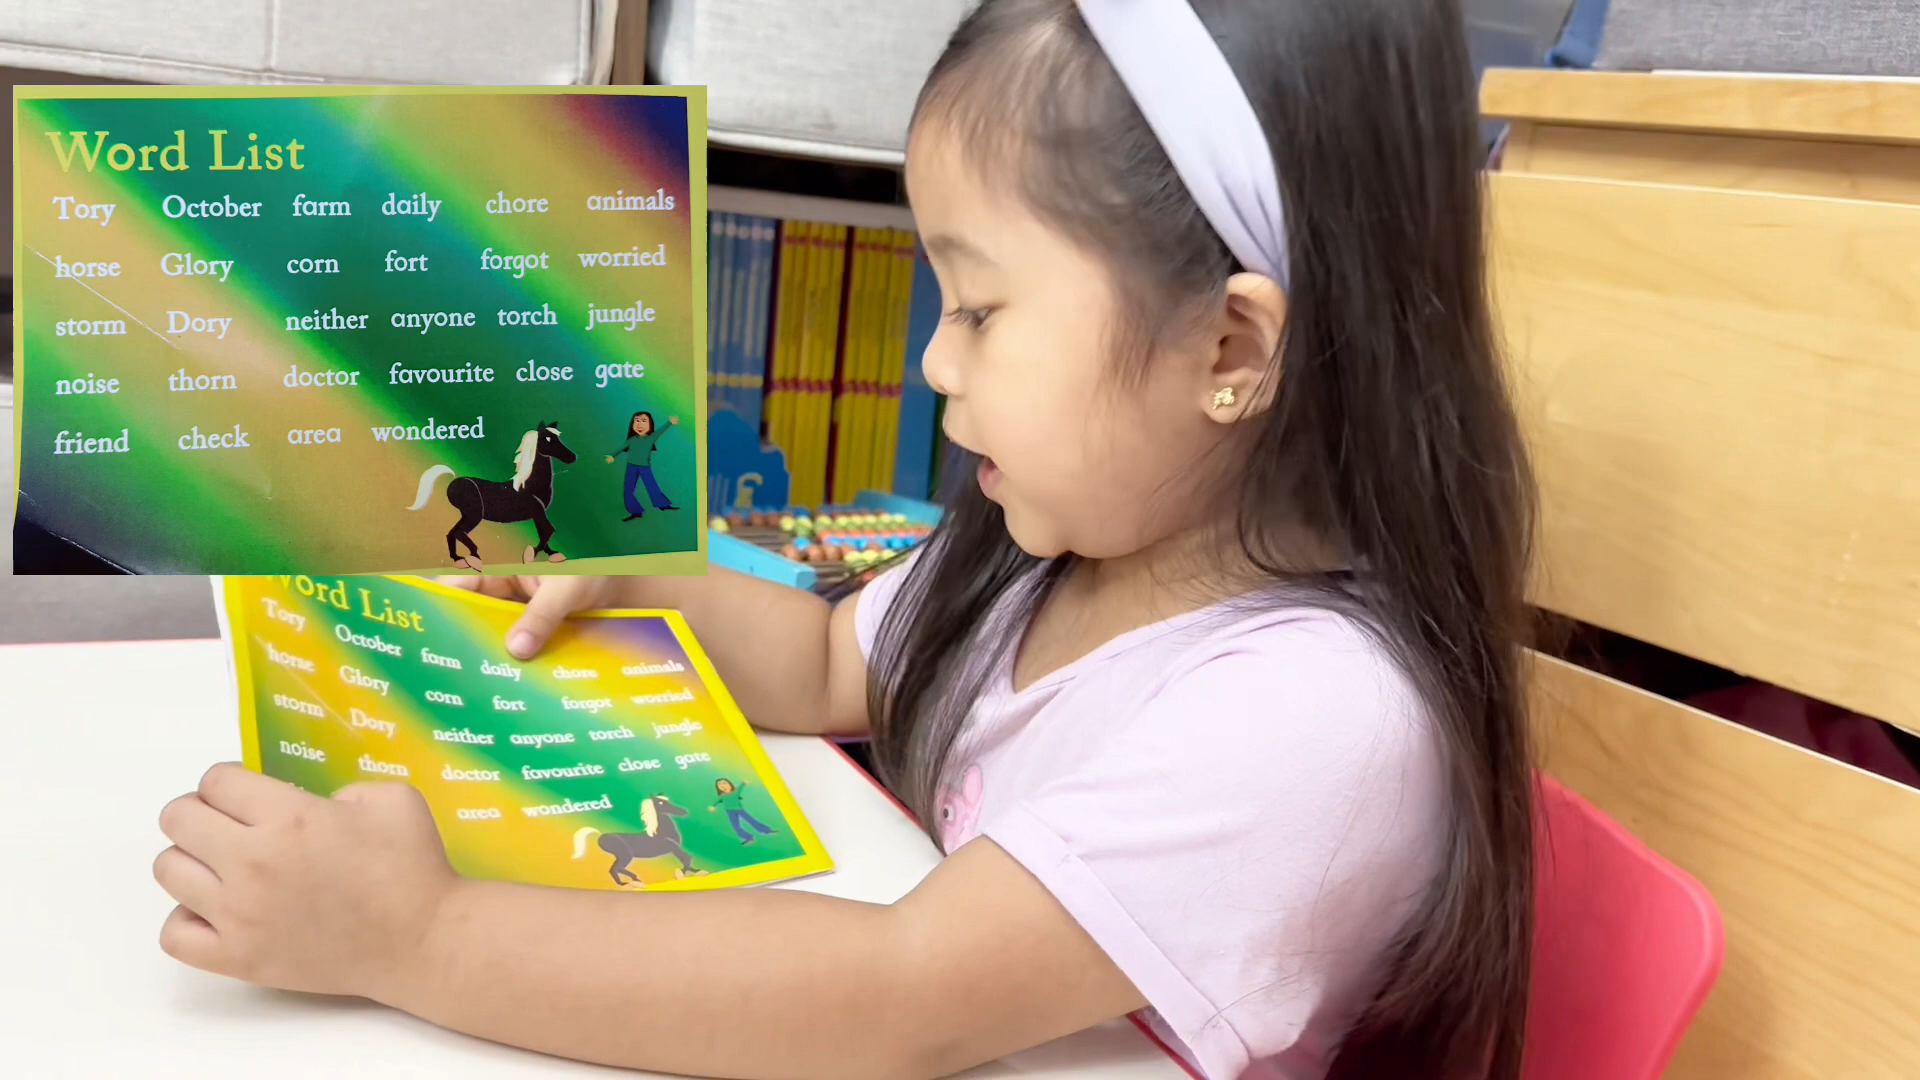 Word List
Tory October farm daily chore animals
horse Glory corn fort forgot worried
storm Dory neither anyone torch jungle
noise thorn doctor favourite close gate
friend check area wondered
Word List
Tory October farm daily chore animals
horse Glory corn fort forgot worried
storm Dory neither anyone torch jungle
noise thorn doctor favourite close gate
area wondered